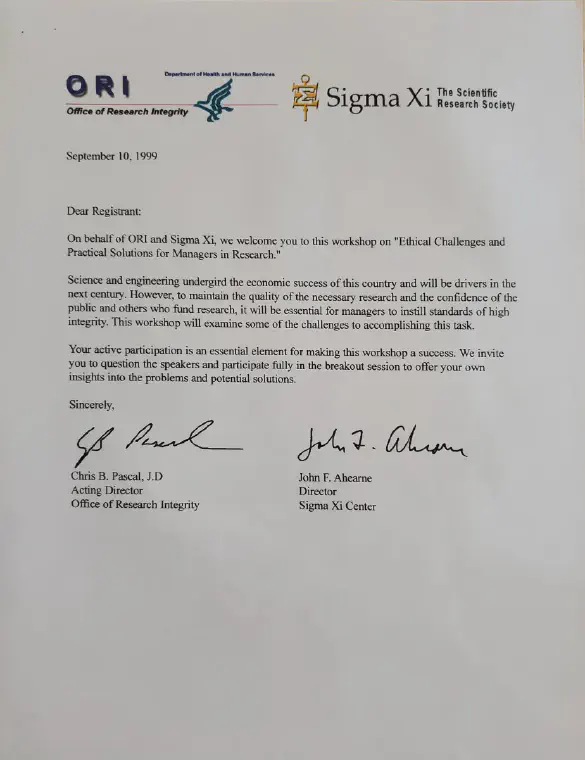 Department of Health and Human Services
ORI
Office of Research Integrity
Sigma Xi The Scientific
Research Society
September 10, 1999
Dear Registrant:
On behalf of ORI and Sigma Xi, we welcome you to this workshop on "Ethical Challenges and
Practical Solutions for Managers in Research."
Science and engineering undergird the economic success of this country and will be drivers in the
next century. However, to maintain the quality of the necessary research and the confidence of the
public and others who fund research, it will be essential for managers to instill standards of high
integrity. This workshop will examine some of the challenges to accomplishing this task.
Your active participation is an essential element for making this workshop a success. We invite
you to question the speakers and participate fully in the breakout session to offer your own
insights into the problems and potential solutions.
Sincerely,
CB Pascal
John F. Ahearne
Chris B. Pascal, J.D
Acting Director
Office of Research Integrity
John F. Ahearne
Director
Sigma Xi Center